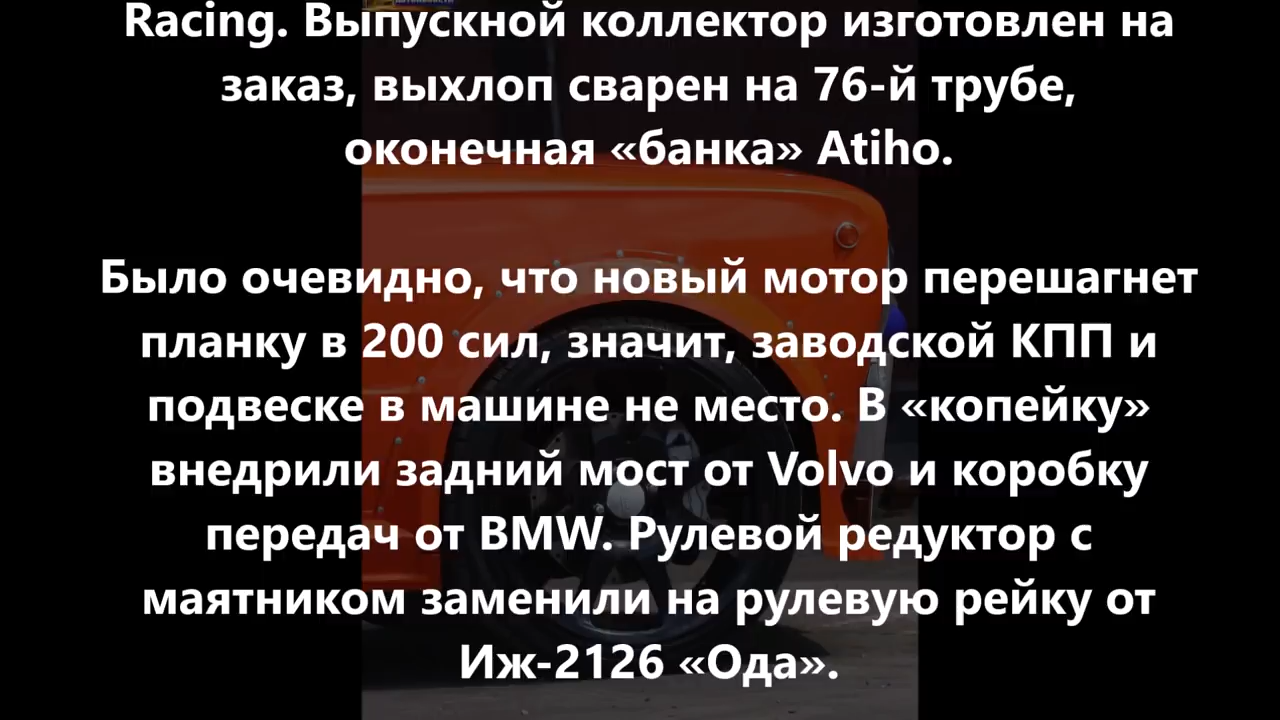 Racing. Выпускной коллектор изготовлен на
заказ, выхлоп сварен на 76-й трубе,
оконечная «банка» Atiho.
Было очевидно, что новый мотор перешагнет
планку в 200 сил, значит, заводской КПП и
подвеске в машине не место. В «копейку»
внедрили задний мост от Volvo и коробку
передач от BMW. Рулевой редуктор с
маятником заменили на рулевую рейку от
Иж-2126 «Ода».